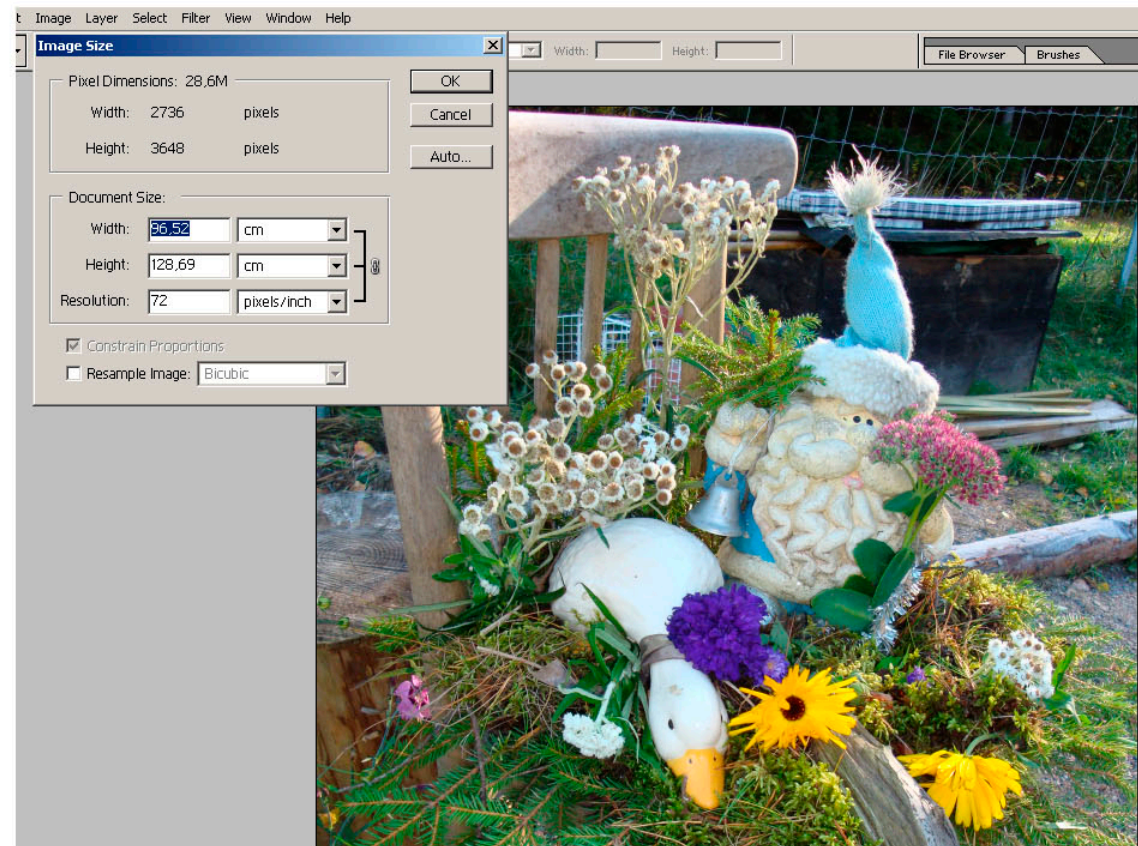 t Image Layer Select Filter View Window Help
Image Size
Width: Height:
File Browser Brushes
Pixel Dimensions: 28,6M
Width: 2736 pixels
Height: 3648 pixels
OK
Cancel
Auto...
Document Size:
Width: 96,52 cm
Height: 128,69 cm
Resolution: 72 pixels/inch
Constrain Proportions
Resample Image: Bicubic